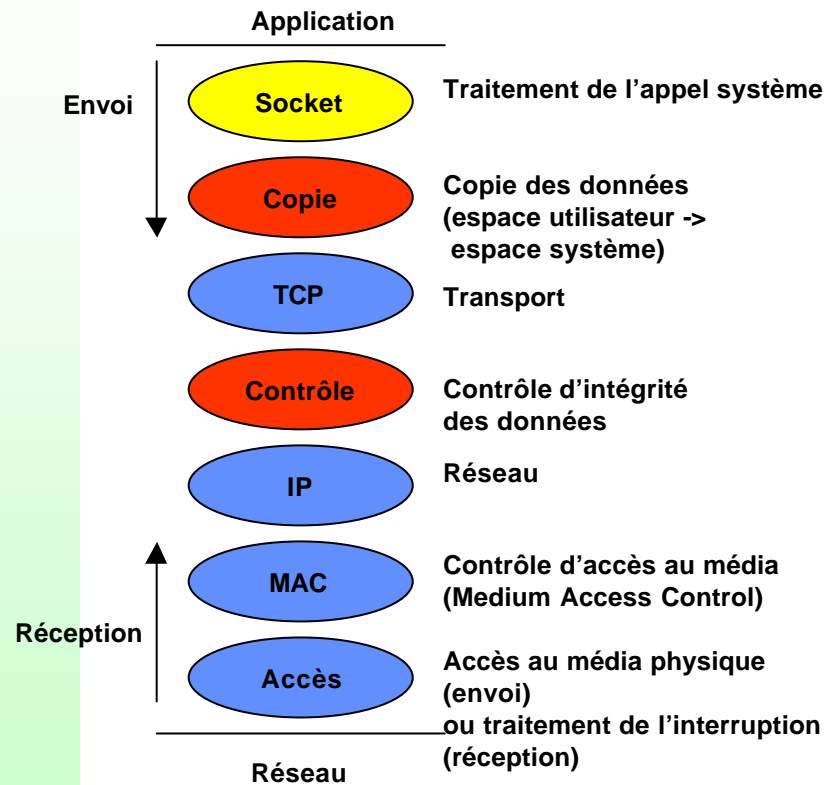 Application
Envoi
Socket
Traitement de l'appel système
Copie
Copie des données
(espace utilisateur ->
espace système)
TCP
Transport
Contrôle
Contrôle d'intégrité
des données
IP
Réseau
MAC
Contrôle d'accès au média
(Medium Access Control)
Réception
Accès
Accès au média physique
(envoi)
ou traitement de l'interruption
(réception)
Réseau